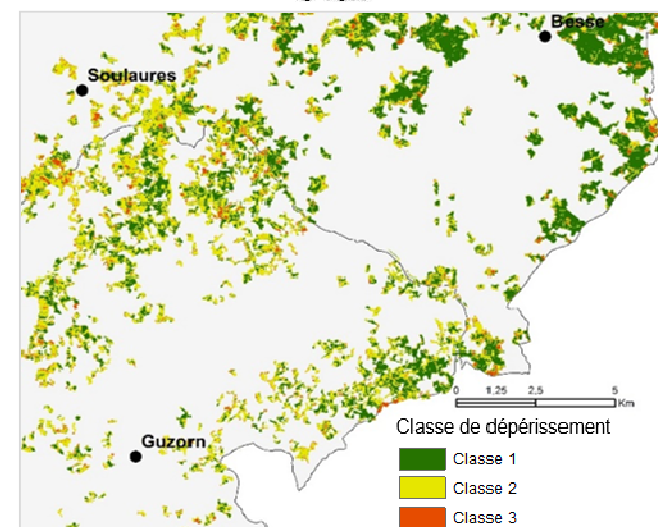 Besse
Soulaures
Guzorn
0 1,25 2,5 5
Km
Classe de dépérissement
Classe 1
Classe 2
Classe 3